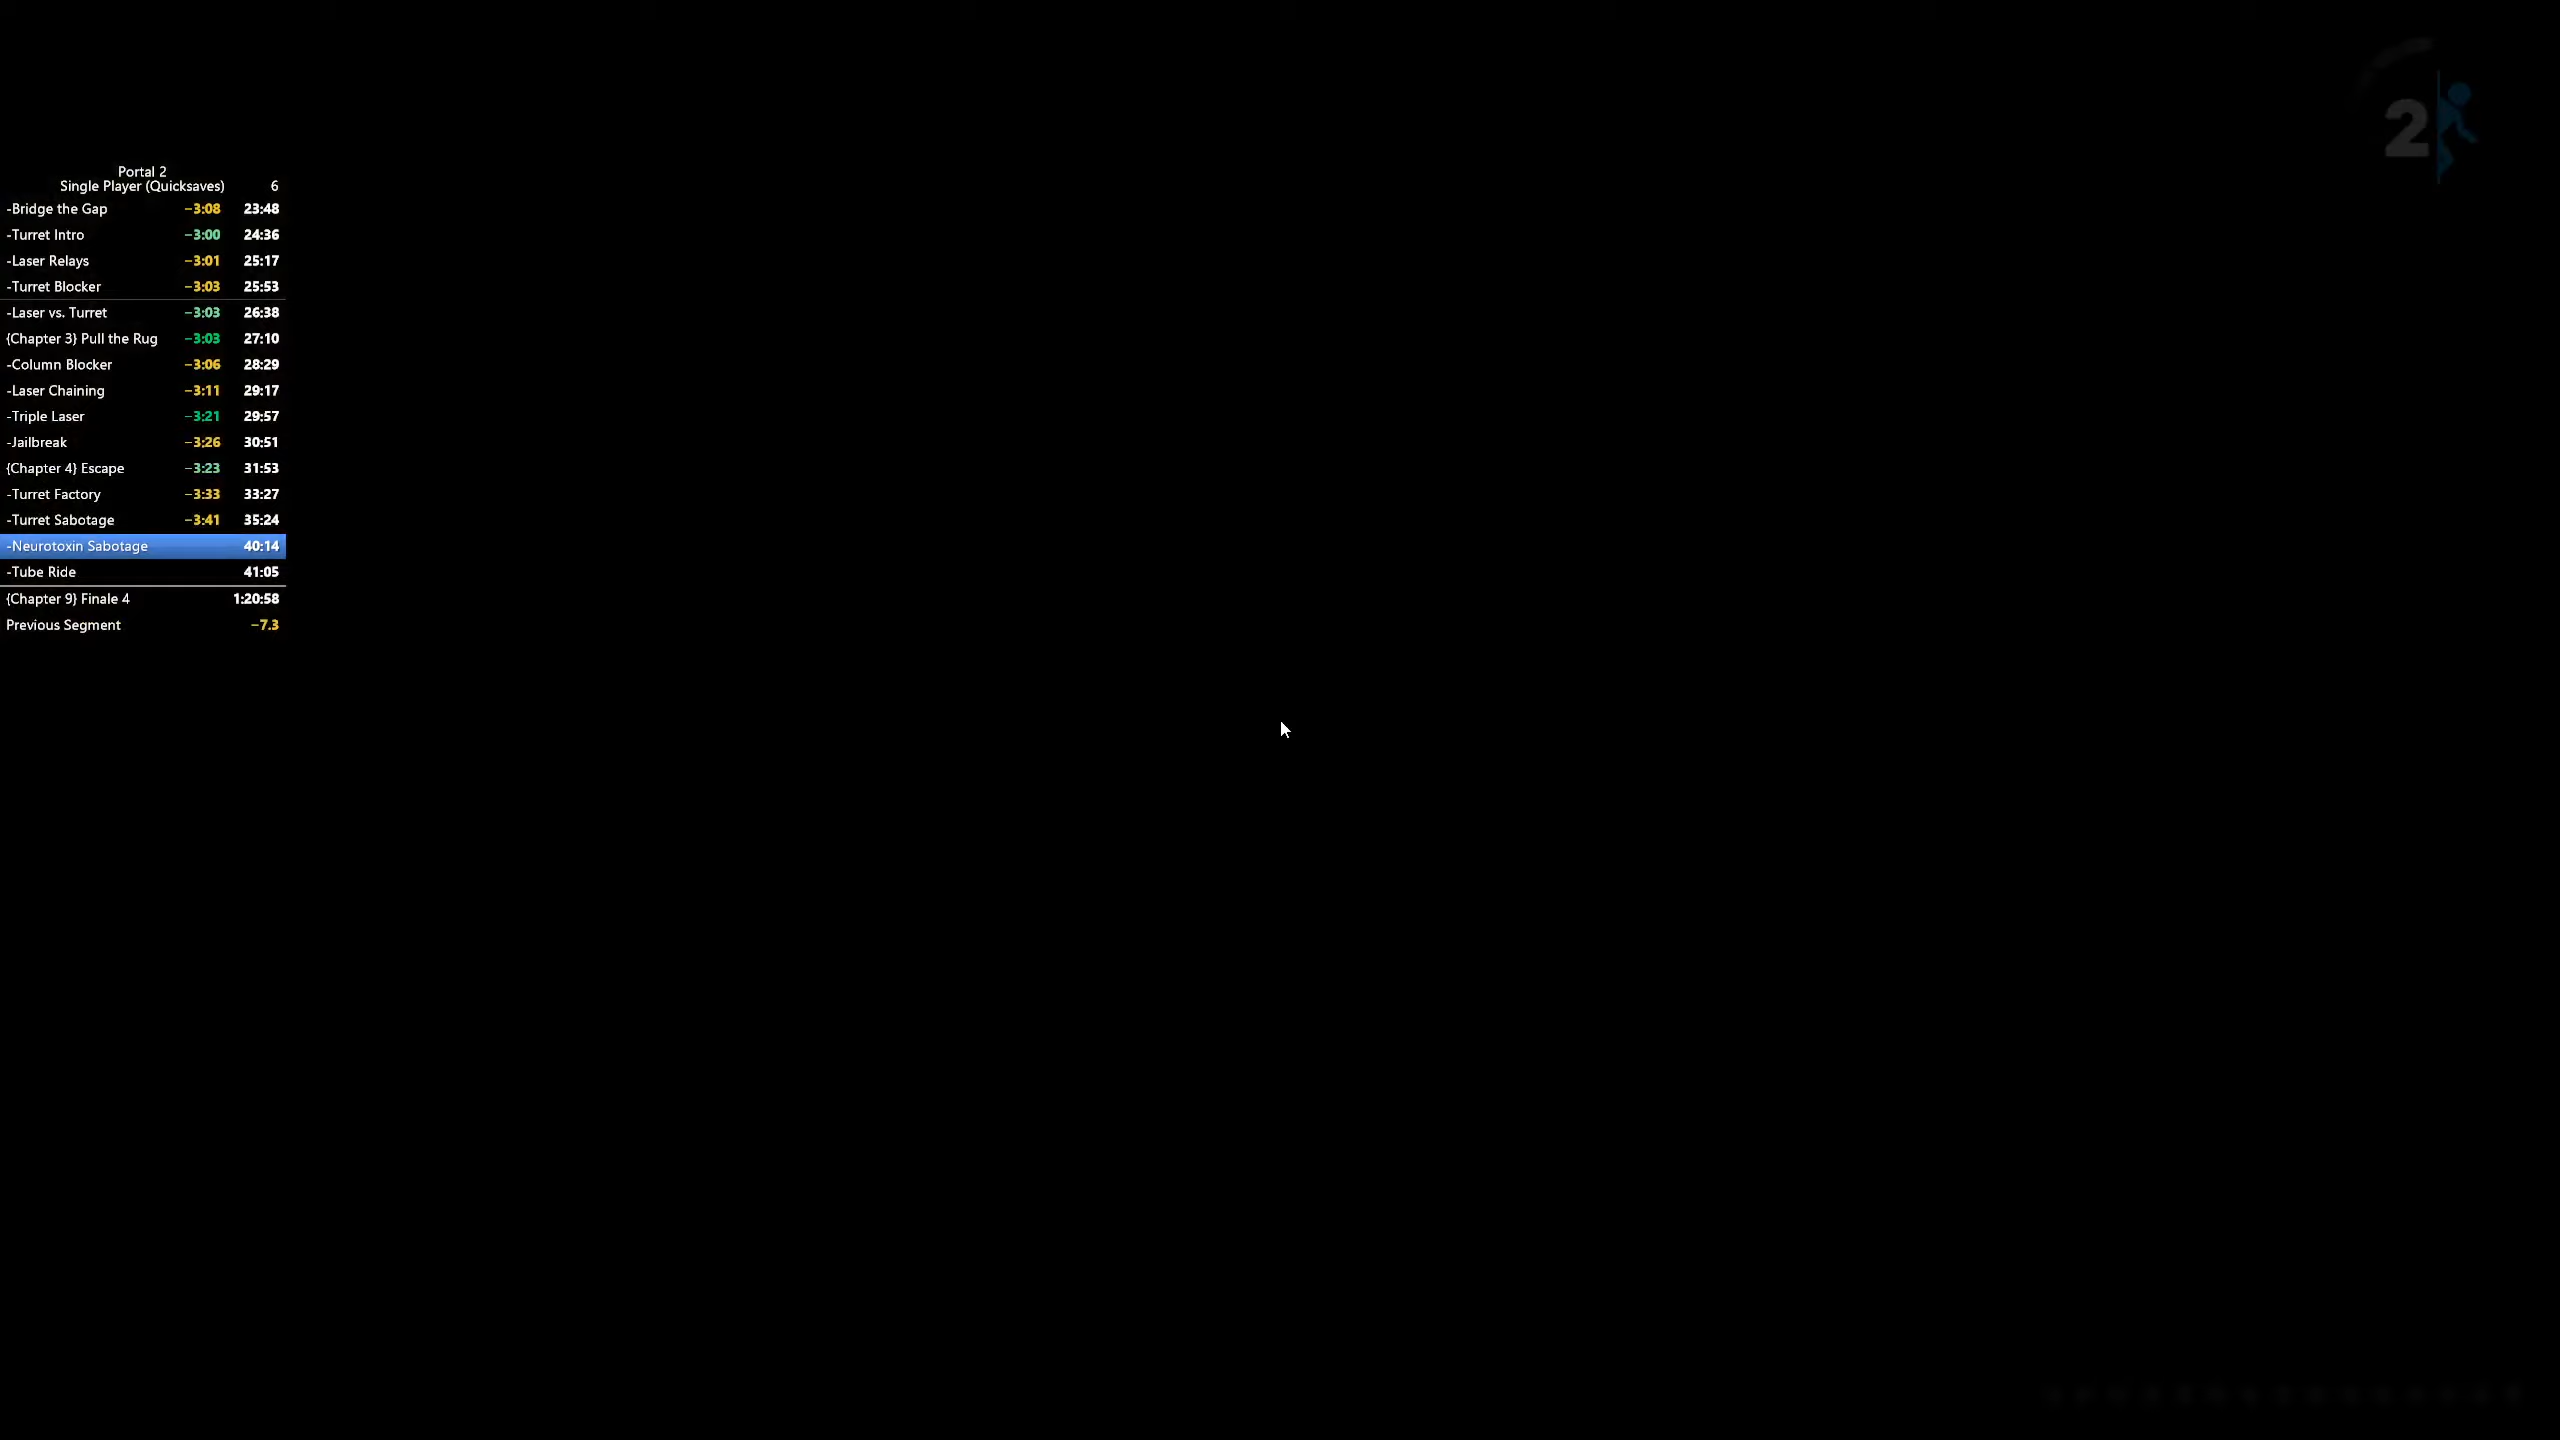 Portal 2
Single Player (Quicksaves) 6
-Bridge the Gap −3:08 23:48
-Turret Intro −3:00 24:36
-Laser Relays −3:01 25:17
-Turret Blocker −3:03 25:53
-Laser vs. Turret −3:03 26:38
{Chapter 3} Pull the Rug −3:03 27:10
-Column Blocker −3:06 28:29
-Laser Chaining −3:11 29:17
-Triple Laser −3:21 29:57
-Jailbreak −3:26 30:51
{Chapter 4} Escape −3:23 31:53
-Turret Factory −3:33 33:27
-Turret Sabotage −3:41 35:24
-Neurotoxin Sabotage 40:14
-Tube Ride 41:05
{Chapter 9} Finale 4 1:20:58
Previous Segment −7.3
2